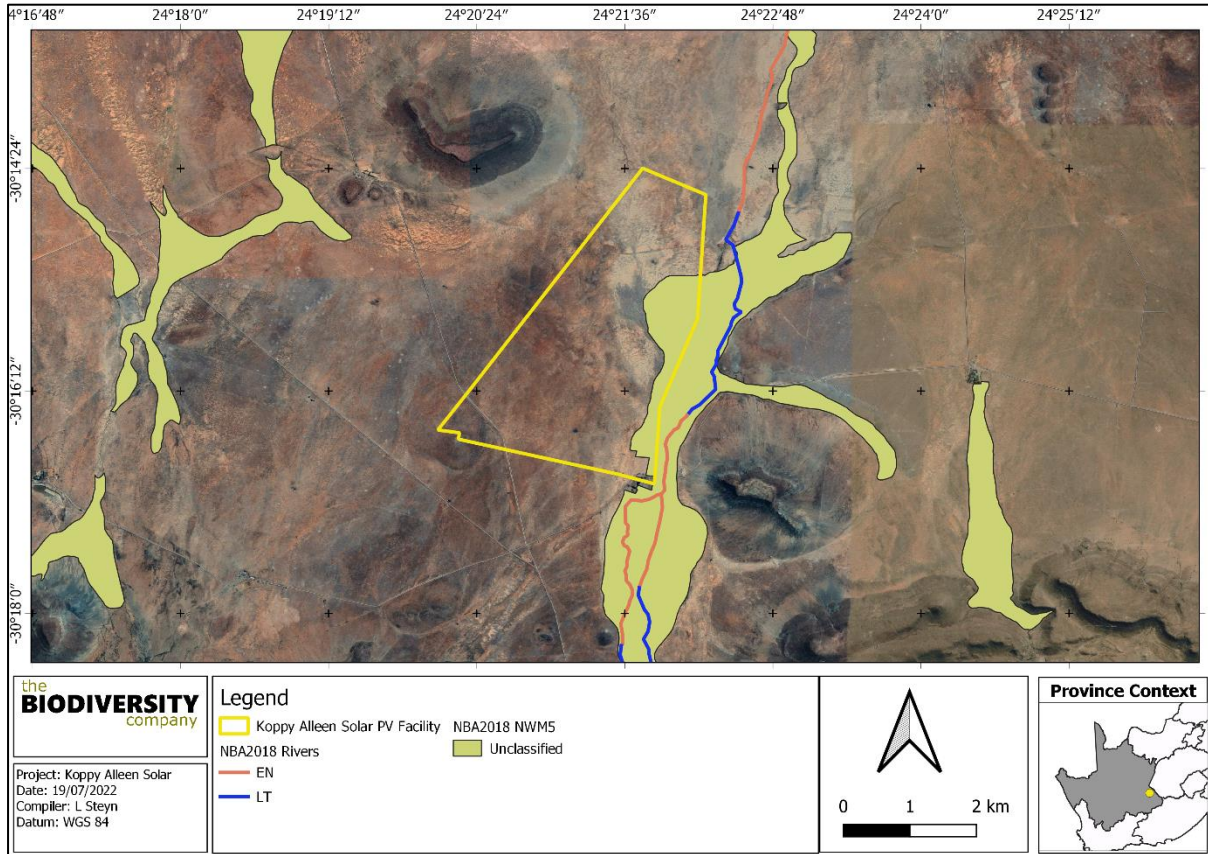 24°16'48" 24°18'0" 24°19'12" 24°20'24" 24°21'36" 24°22'48" 24°24'0" 24°25'12"
-30°14'24"
-30°16'12"
-30°18'0"
the
BIODIVERSITY
company
Project: Koppy Alleen Solar
Date: 19/07/2022
Compiler: L Steyn
Datum: WGS 84
Legend
Koppy Alleen Solar PV Facility
NBA2018 Rivers
EN
LT
NBA2018 NWM5
Unclassified
0 1 2 km
Province Context